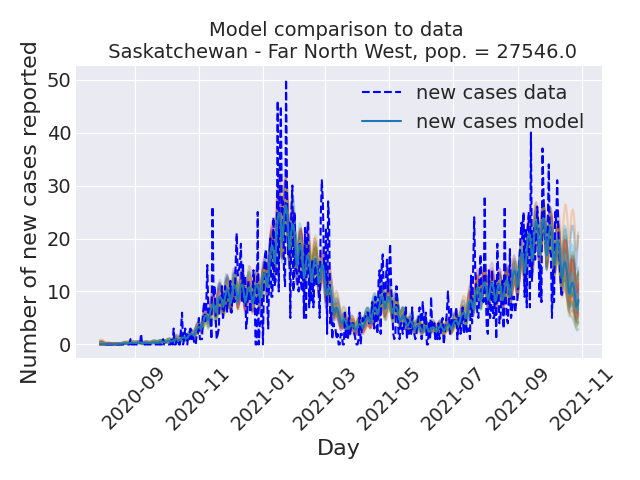 Model comparison to data
Saskatchewan - Far North West, pop. = 27546.0
Number of new cases reported
50
40
30
20
10
0
new cases data
new cases model
2020-09
2020-11
2021-01
2021-03
2021-05
2021-07
2021-09
2021-11
Day